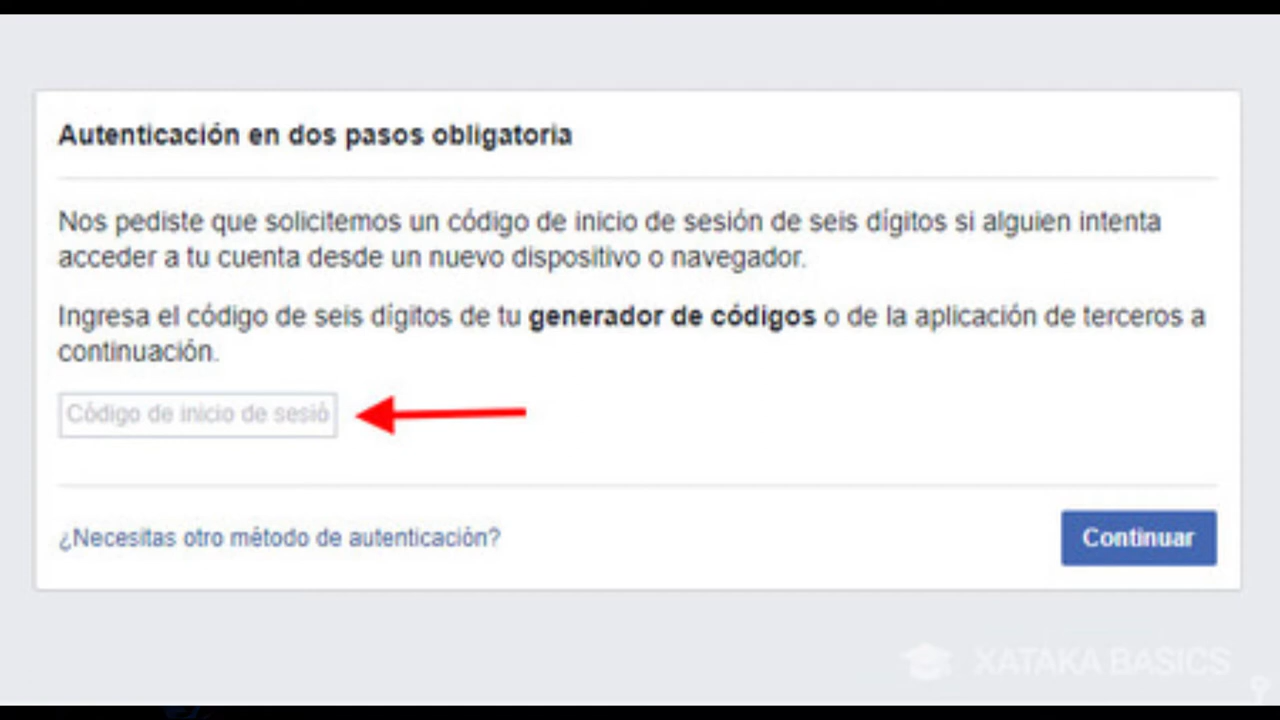 Autenticación en dos pasos obligatoria
Nos pediste que solicitemos un código de inicio de sesión de seis dígitos si alguien intenta
acceder a tu cuenta desde un nuevo dispositivo o navegador.
Ingresa el código de seis dígitos de tu generador de códigos o de la aplicación de terceros a
continuación.
Código de inicio de sesió
¿Necesitas otro método de autenticación?
Continuar
XATAKA BASICS